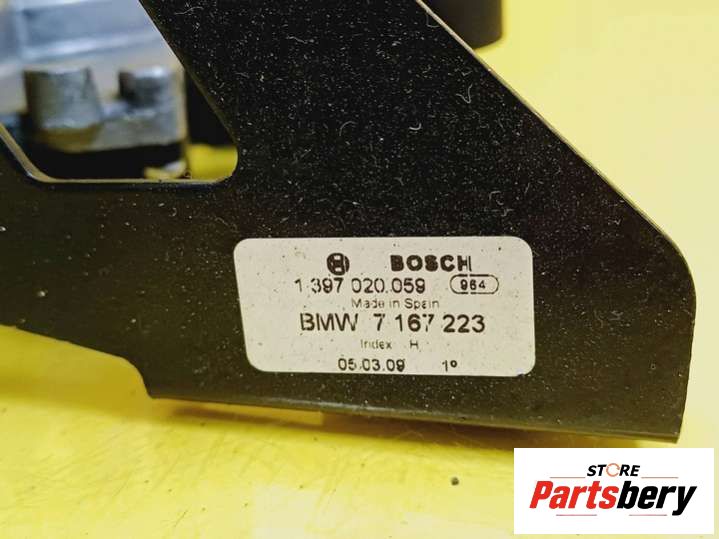 BOSCH
1 397 020 059 964
Made in Spain
BMW 7 167 223
Index H
05.03.09 1º
STORE
Partsbery